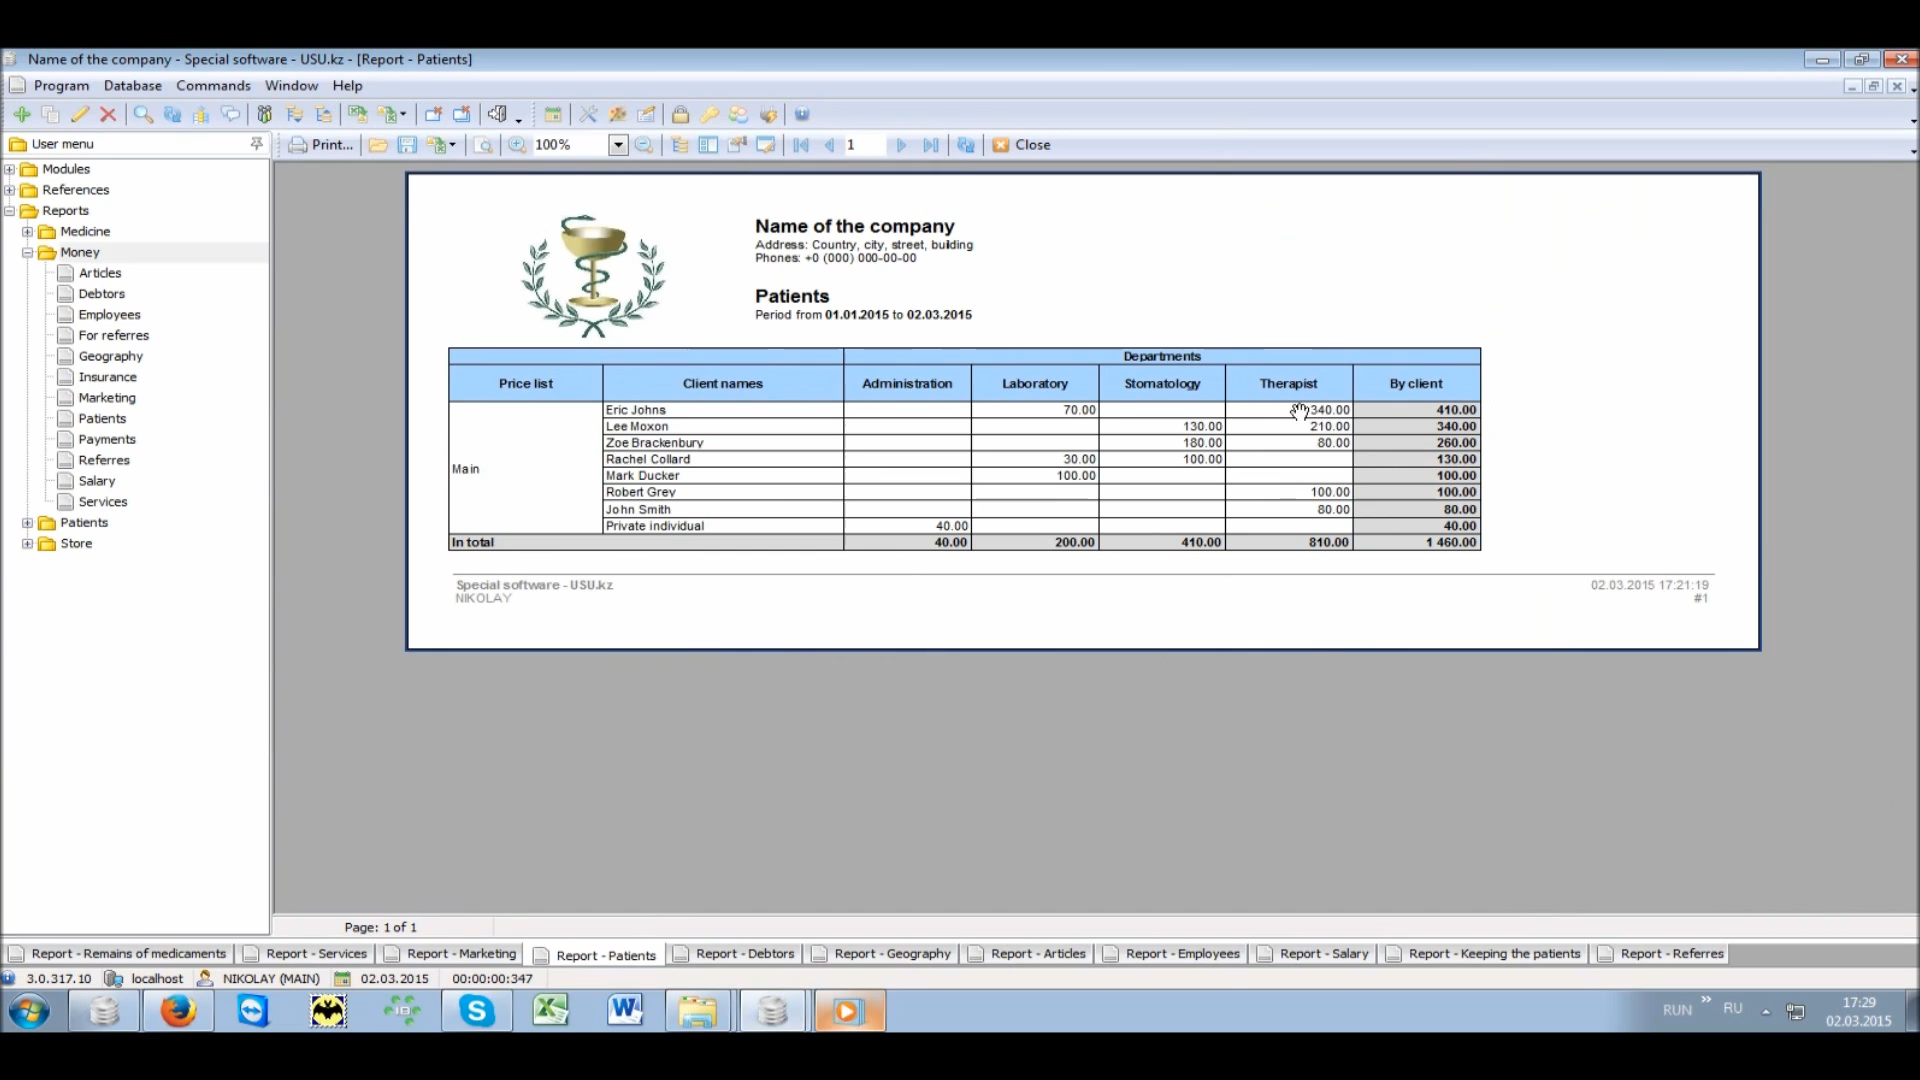 Name of the company - Special software - USU.kz - [Report - Patients]
Program Database Commands Window Help
User menu
Print... 100% 1 Close
Modules
References
Reports
Medicine
Money
Articles
Debtors
Employees
For referres
Geography
Insurance
Marketing
Patients
Payments
Referres
Salary
Services
Patients
Store
Name of the company
Address: Country, city, street, building
Phones: +0 (000) 000-00-00
Patients
Period from 01.01.2015 to 02.03.2015
Departments
Price list Client names Administration Laboratory Stomatology Therapist By client
Main
Eric Johns 70.00 340.00 410.00
Lee Moxon 130.00 210.00 340.00
Zoe Brackenbury 180.00 80.00 260.00
Rachel Collard 30.00 100.00 130.00
Mark Ducker 100.00 100.00
Robert Grey 100.00 100.00
John Smith 80.00 80.00
Private individual 40.00 40.00
In total 40.00 200.00 410.00 810.00 1 460.00
Special software - USU.kz 02.03.2015 17:21:19
NIKOLAY #1
Page: 1 of 1
Report - Remains of medicaments Report - Services Report - Marketing Report - Patients Report - Debtors Report - Geography Report - Articles Report - Employees Report - Salary Report - Keeping the patients Report - Referres
3.0.317.10 localhost NIKOLAY (MAIN) 02.03.2015 00:00:00:347
RUN » RU 17:29
02.03.2015